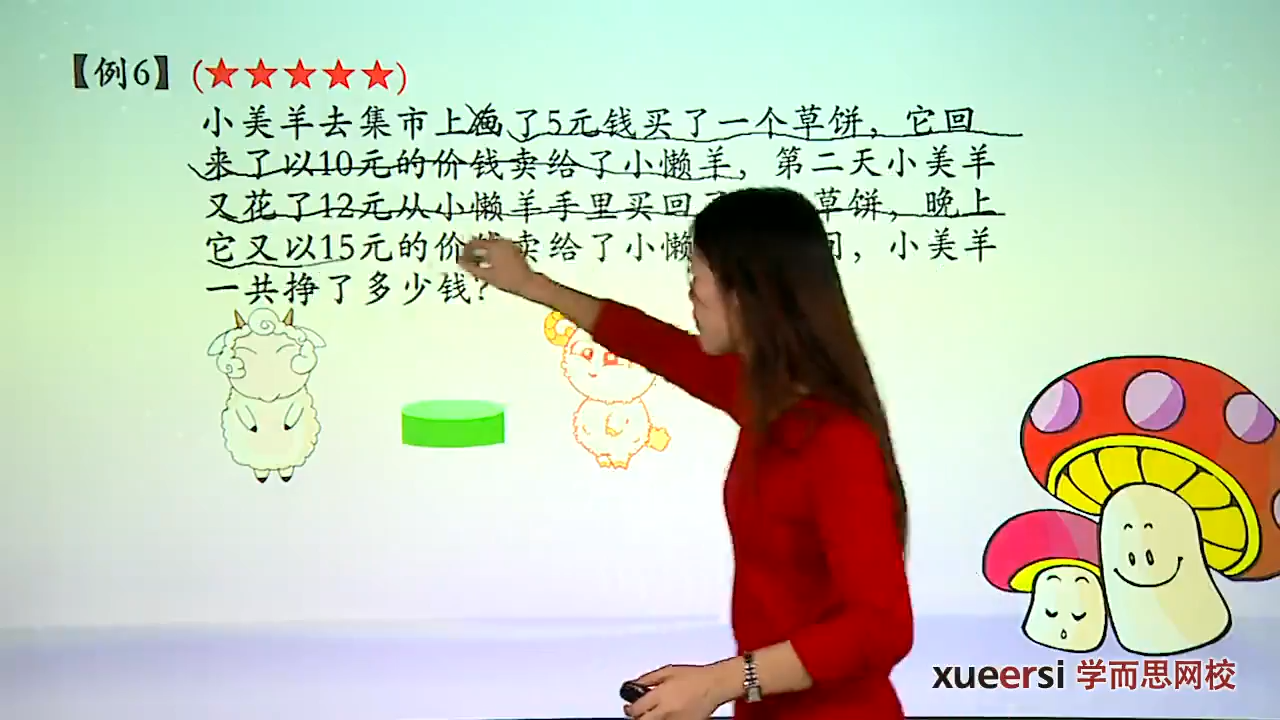 【例6】(★★★★★)
小美羊去集市上 了5元钱买了一个草饼，它回
来了以10元的价钱卖给了小懒羊，第二天小美羊
又花了12元从小懒羊手里买回 草饼，晚上
它又以15元的价 卖给了小懒 ，小美羊
一共挣了多少钱？
xueersi 学而思网校